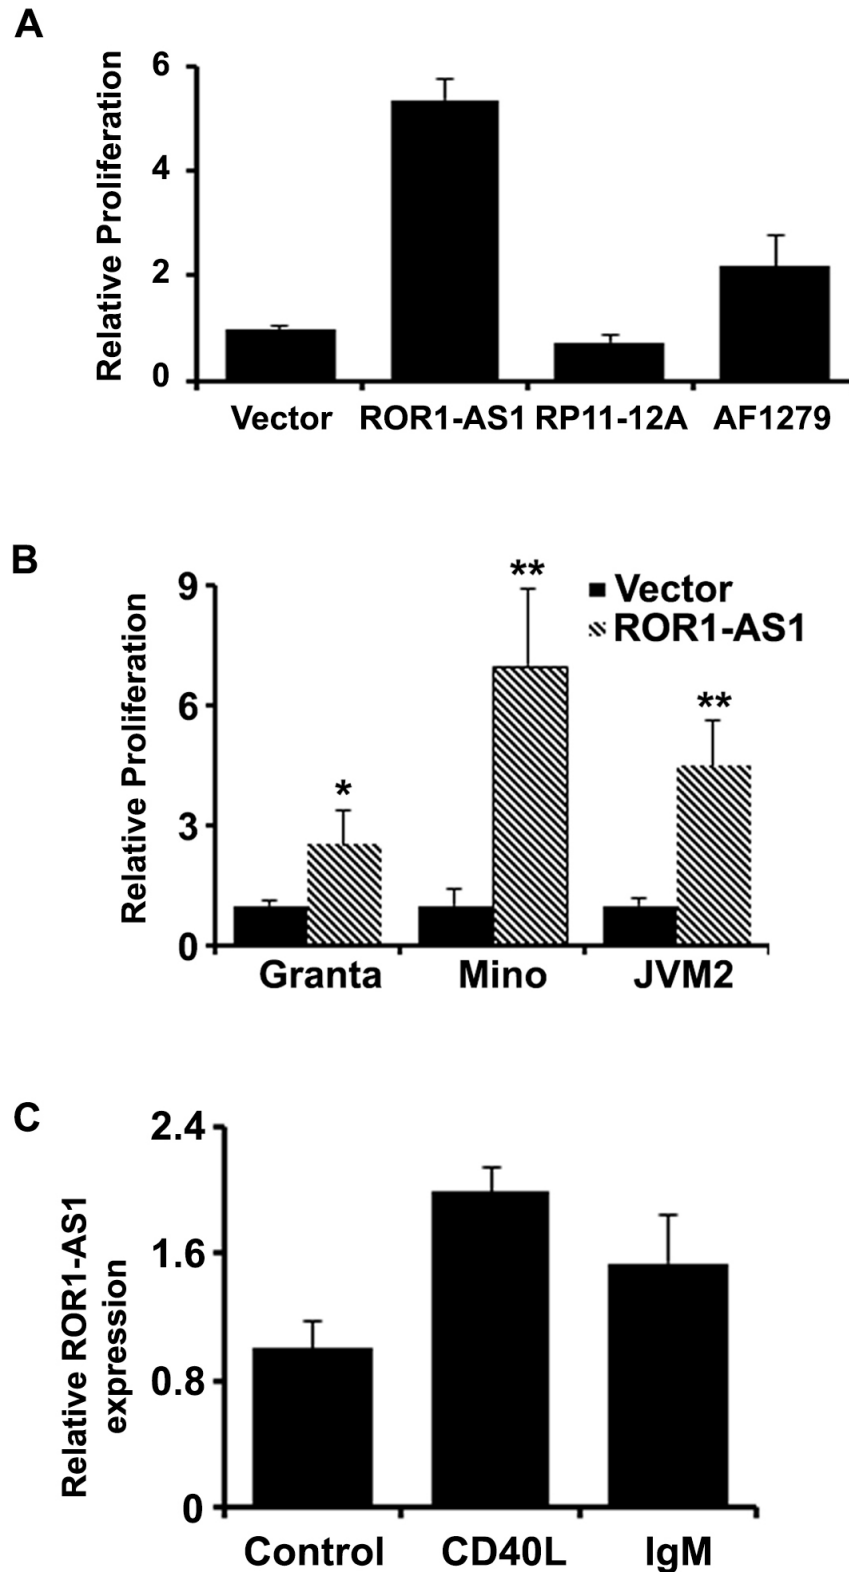 A
Relative Proliferation
6
4
2
0
Vector ROR1-AS1 RP11-12A AF1279
B
Relative Proliferation
9
6
3
0
* ** **
Vector
ROR1-AS1
Granta Mino JVM2
C
Relative ROR1-AS1
expression
2.4
1.6
0.8
0
Control CD40L IgM